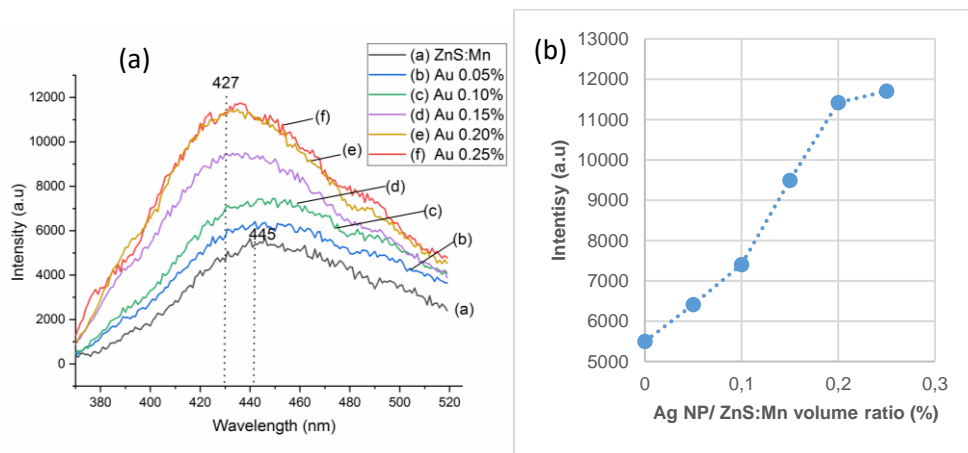 (a)
(a) ZnS:Mn
(b) Au 0.05%
(c) Au 0.10%
(d) Au 0.15%
(e) Au 0.20%
(f) Au 0.25%
427
445
(f)
(e)
(d)
(c)
(b)
(a)
12000
10000
8000
6000
4000
2000
0
Intensity (a.u)
380 400 420 440 460 480 500 520
Wavelength (nm)
(b)
13000
12000
11000
10000
9000
8000
7000
6000
5000
Intentisy (a.u)
0 0,1 0,2 0,3
Ag NP/ ZnS:Mn volume ratio (%)